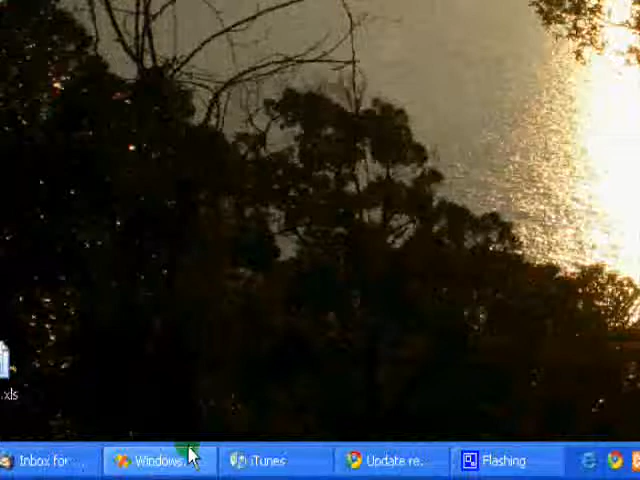 .xls
Inbox for ...
Windows...
iTunes
Update re...
Flashing